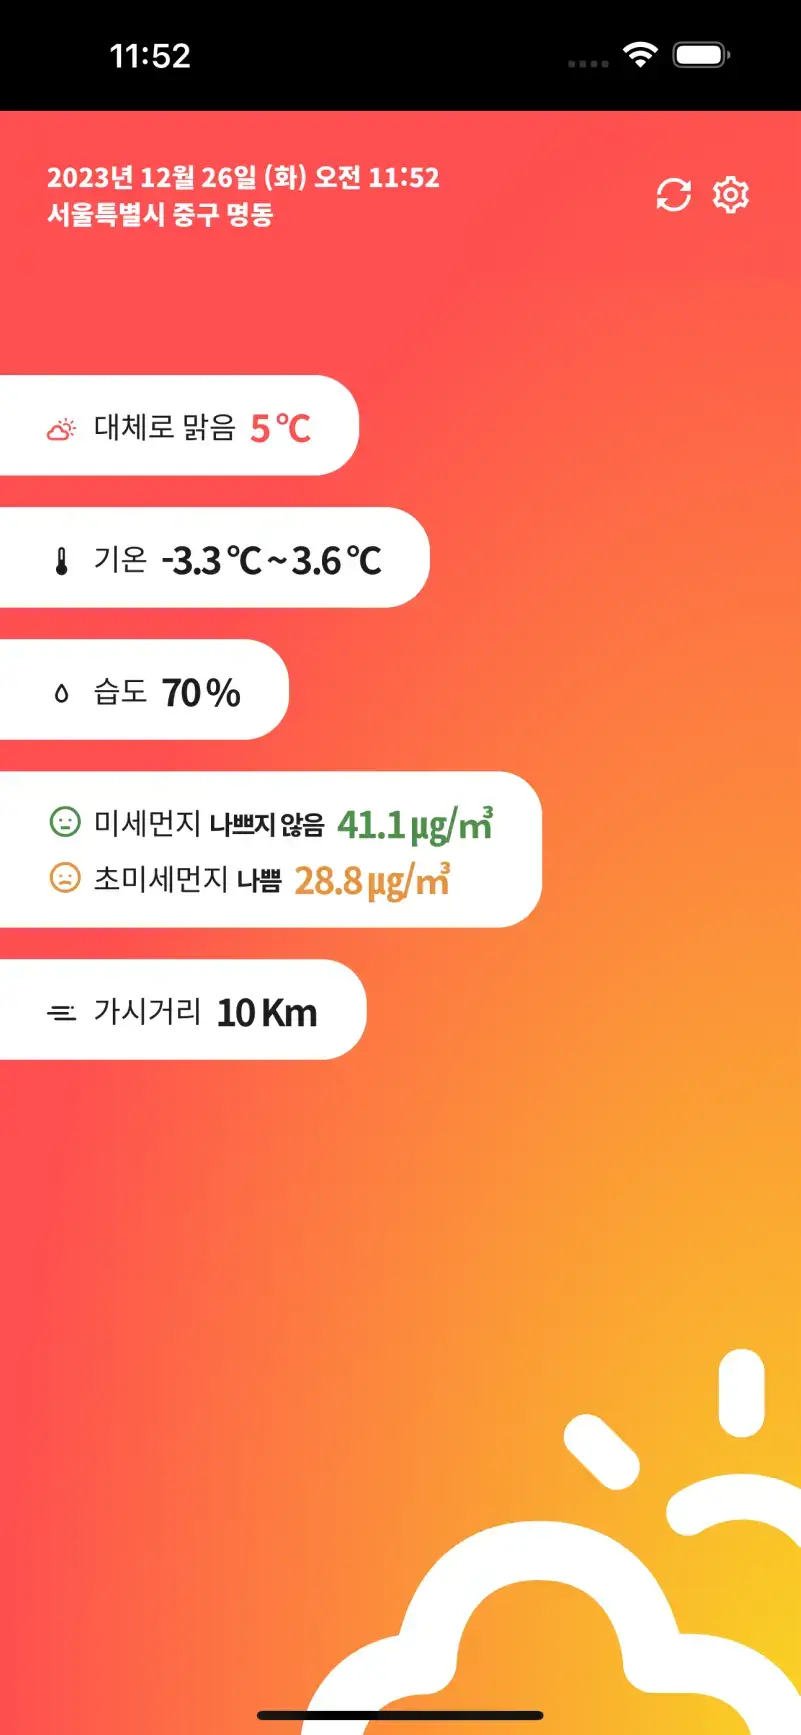 11:52
2023년 12월 26일 (화) 오전 11:52
서울특별시 중구 명동
대체로 맑음 5℃
기온 -3.3℃~3.6℃
습도 70%
미세먼지 나쁘지 않음 41.1㎍/㎥
초미세먼지 나쁨 28.8㎍/㎥
가시거리 10Km